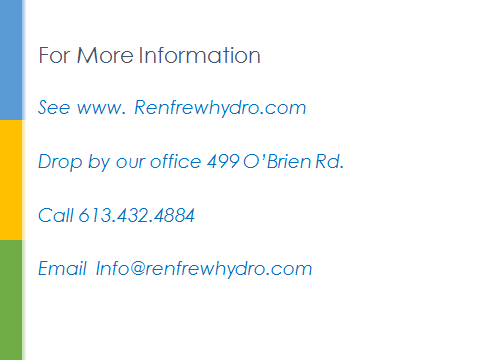 For More Information
See www. Renfrewhydro.com
Drop by our office 499 O’Brien Rd.
Call 613.432.4884
Email Info@renfrewhydro.com